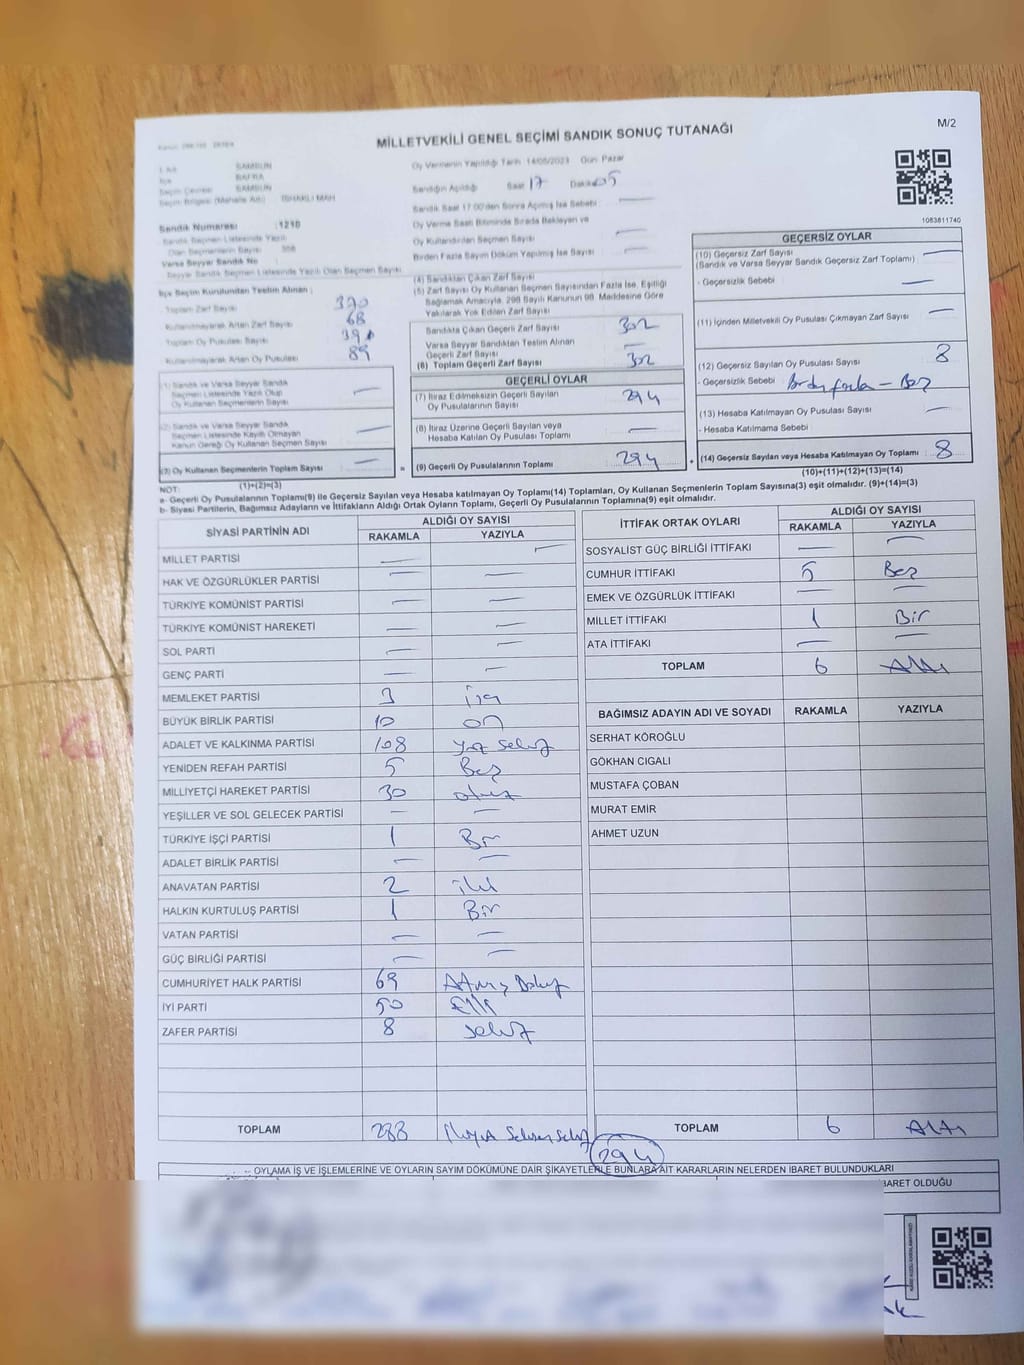 M/2
MİLLETVEKİLİ GENEL SEÇİMİ SANDIK SONUÇ TUTANAĞI
1083811740
SAMSUN
BAFRA
SAMSUN
Seçim Bölgesi (Mahalle Adı) : İSHAKLI MAH
Sandık Numarası : 1210
Sandık Seçmen Listesinde Yazılı
Olan Seçmenlerin Sayısı
Varsa Seyyar Sandık No
Seyyar Sandık Seçmen Listesinde Yazılı Olan Seçmen Sayısı
İlçe Seçim Kurulundan Teslim Alınan ;
Toplam Zarf Sayısı 370
Kullanılmayarak Artan Zarf Sayısı 68
Toplam Oy Pusulası 390
Kullanılmayarak Artan Oy Pusulası 89
(1) Sandık ve Varsa Seyyar Sandık
Seçmen Listesinde Yazılı Olup
Oy Kullanan Seçmenlerin Sayısı —
(2) Sandık ve Varsa Seyyar Sandık
Seçmen Listesinde Kayıtlı Olmayan
Kanun Gereği Oy Kullanan Seçmen Sayısı —
(3) Oy Kullanan Seçmenlerin Toplam Sayısı —
(1)+(2)=(3)
Oy Vermenin Yapıldığı Tarih 14/05/2023 Gün Pazar
Sandığın Açıldığı Saat 17 Dakika 05
Sandık Saat 17:00'den Sonra Açılmış İse Sebebi —
Oy Verme Saati Bitiminde Sırada Bekleyen ve
Oy Kullandırılan Seçmen Sayısı —
Birden Fazla Sayım Döküm Yapılmış İse Sayısı —
(4) Sandıktan Çıkan Zarf Sayısı
(5) Zarf Sayısı Oy Kullanan Seçmen Sayısından Fazla İse, Eşitliği
Sağlamak Amacıyla, 298 Sayılı Kanunun 98. Maddesine Göre
Yakılarak Yok Edilen Zarf Sayısı
Sandıkta Çıkan Geçerli Zarf Sayısı 302
Varsa Seyyar Sandıktan Teslim Alınan
Geçerli Zarf Sayısı —
(6) Toplam Geçerli Zarf Sayısı 302
GEÇERLİ OYLAR
(7) İtiraz Edilmeksizin Geçerli Sayılan
Oy Pusulalarının Sayısı 294
(8) İtiraz Üzerine Geçerli Sayılan veya
Hesaba Katılan Oy Pusulası Toplamı —
(9) Geçerli Oy Pusulalarının Toplamı 294
GEÇERSİZ OYLAR
(10) Geçersiz Zarf Sayısı
(Sandık ve Varsa Seyyar Sandık Geçersiz Zarf Toplamı) —
- Geçersizlik Sebebi —
(11) İçinden Milletvekili Oy Pusulası Çıkmayan Zarf Sayısı —
(12) Geçersiz Sayılan Oy Pusulası Sayısı 8
- Geçersizlik Sebebi Birden fazla - Boş
(13) Hesaba Katılmayan Oy Pusulası Sayısı —
- Hesaba Katılmama Sebebi
(14) Geçersiz Sayılan veya Hesaba Katılmayan Oy Toplamı 8
(10)+(11)+(12)+(13)=(14)
NOT:
a- Geçerli Oy Pusulalarının Toplamı(9) ile Geçersiz Sayılan veya Hesaba katılmayan Oy Toplamı(14) Toplamları, Oy Kullanan Seçmenlerin Toplam Sayısına(3) eşit olmalıdır. (9)+(14)=(3)
b- Siyasi Partilerin, Bağımsız Adayların ve İttifakların Aldığı Ortak Oyların Toplamı, Geçerli Oy Pusulalarının Toplamına(9) eşit olmalıdır.
SİYASİ PARTİNİN ADI ALDIĞI OY SAYISI
RAKAMLA YAZIYLA
MİLLET PARTİSİ — —
HAK VE ÖZGÜRLÜKLER PARTİSİ — —
TÜRKİYE KOMÜNİST PARTİSİ — —
TÜRKİYE KOMÜNİST HAREKETİ — —
SOL PARTİ — —
GENÇ PARTİ — —
MEMLEKET PARTİSİ 3
BÜYÜK BİRLİK PARTİSİ 10 on
ADALET VE KALKINMA PARTİSİ 108 yüz sekiz
YENİDEN REFAH PARTİSİ 5 Beş
MİLLİYETÇİ HAREKET PARTİSİ 30 otuz
YEŞİLLER VE SOL GELECEK PARTİSİ — —
TÜRKİYE İŞÇİ PARTİSİ 1 Bir
ADALET BİRLİK PARTİSİ — —
ANAVATAN PARTİSİ 2 iki
HALKIN KURTULUŞ PARTİSİ 1 Bir
VATAN PARTİSİ — —
GÜÇ BİRLİĞİ PARTİSİ — —
CUMHURİYET HALK PARTİSİ 69 Altmış Dokuz
İYİ PARTİ 50 Elli
ZAFER PARTİSİ 8 sekiz
TOPLAM 288 İkiyüz Seksen Sekiz
İTTİFAK ORTAK OYLARI ALDIĞI OY SAYISI
RAKAMLA YAZIYLA
SOSYALİST GÜÇ BİRLİĞİ İTTİFAKI — —
CUMHUR İTTİFAKI 5 Beş
EMEK VE ÖZGÜRLÜK İTTİFAKI — —
MİLLET İTTİFAKI 1 Bir
ATA İTTİFAKI — —
TOPLAM 6 Altı
BAĞIMSIZ ADAYIN ADI VE SOYADI RAKAMLA YAZIYLA
SERHAT KÖROĞLU
GÖKHAN CIGALI
MUSTAFA ÇOBAN
MURAT EMİR
AHMET UZUN
TOPLAM 6 Altı
294
OYLAMA İŞ VE İŞLEMLERİNE VE OYLARIN SAYIM DÖKÜMÜNE DAİR ŞİKAYETLERLE BUNLARA AİT KARARLARIN NELERDEN İBARET BULUNDUKLARI
BARET OLDUĞU